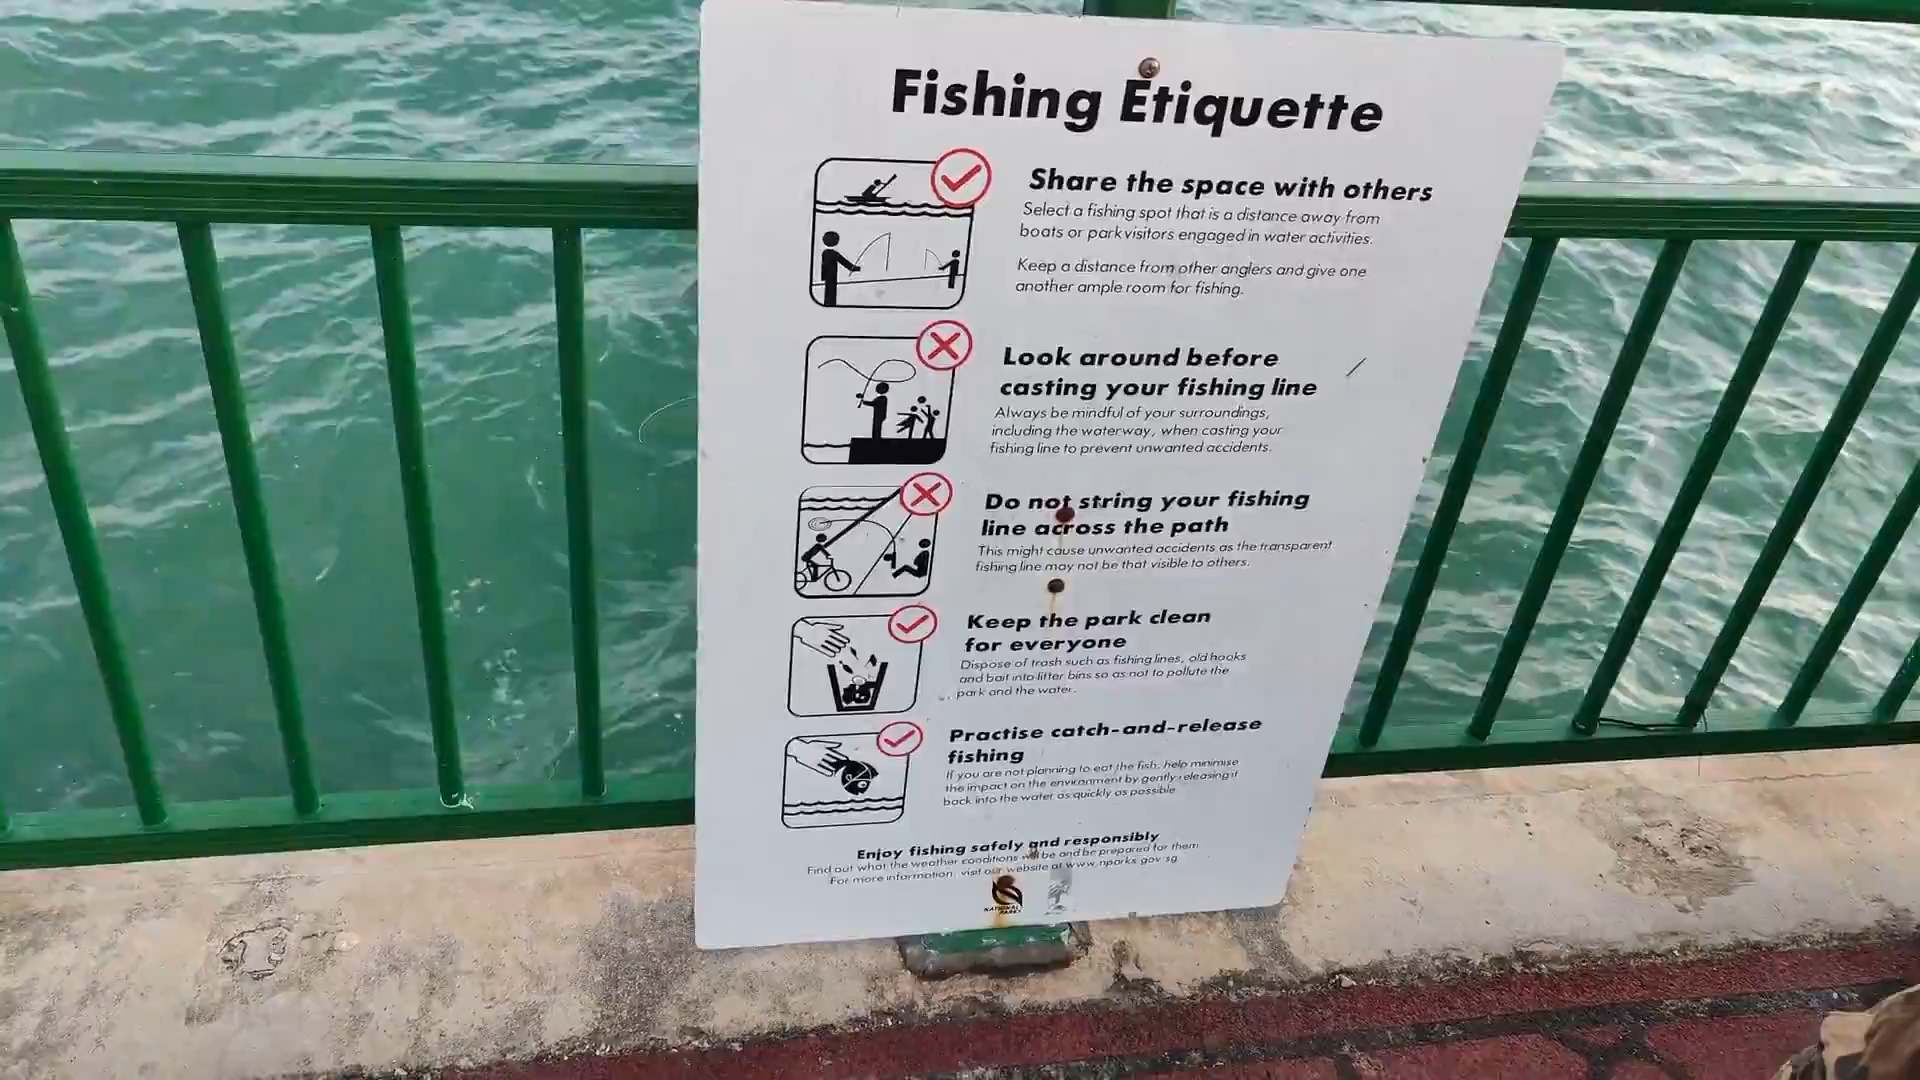 Fishing Etiquette
Share the space with others
Select a fishing spot that is a distance away from
boats or park visitors engaged in water activities.
Keep a distance from other anglers and give one
another ample room for fishing.
Look around before
casting your fishing line
Always be mindful of your surroundings,
including the waterway, when casting your
fishing line to prevent unwanted accidents.
Do not string your fishing
line across the path
This might cause unwanted accidents as the transparent
fishing line may not be that visible to others.
Keep the park clean
for everyone
Dispose of trash such as fishing lines, old hooks
and bait into litter bins so as not to pollute the
park and the water.
Practise catch-and-release
fishing
If you are not planning to eat the fish, help minimise
the impact on the environment by gently releasing it
back into the water as quickly as possible
Enjoy fishing safely and responsibly
Find out what the weather conditions will be and be prepared for them
For more information, visit our website at www.nparks.gov.sg
NATIONAL
PARKS